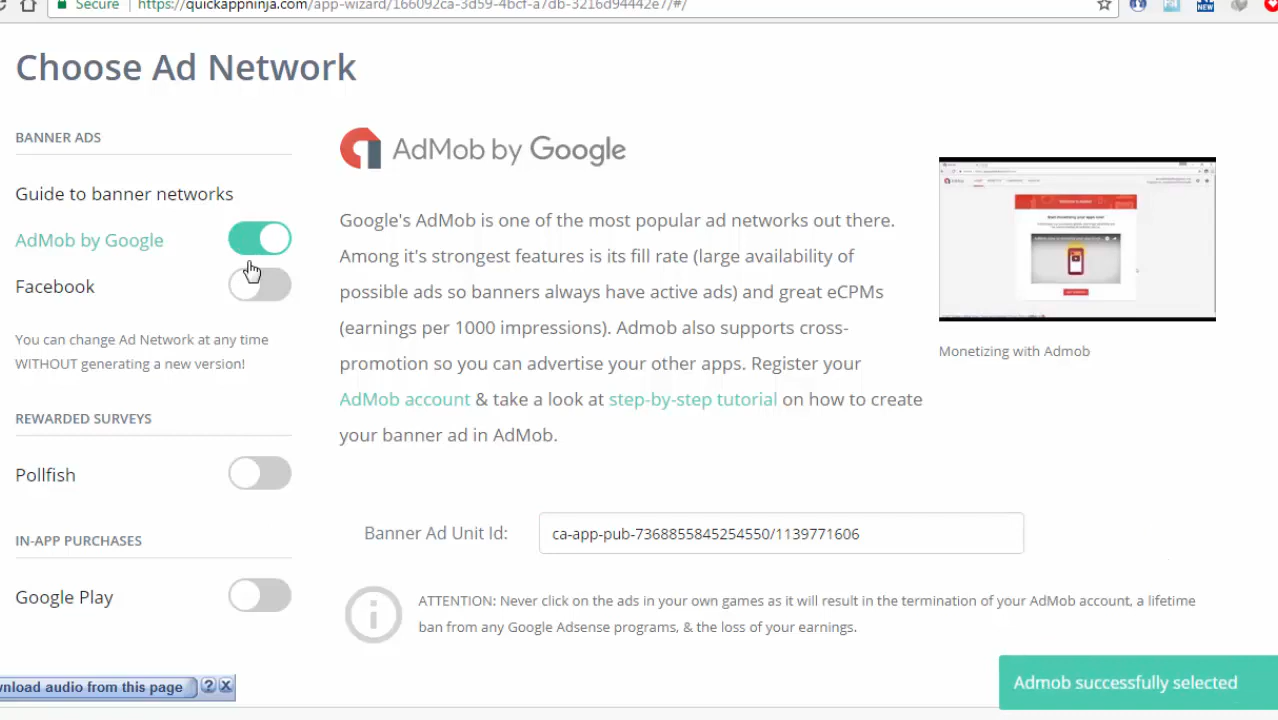 Secure https://quickappninja.com/app-wizard/166092ca-3d59-4bcf-a7db-3216d94442e7/#/
NEW
Choose Ad Network
BANNER ADS
Guide to banner networks
AdMob by Google
Facebook
You can change Ad Network at any time
WITHOUT generating a new version!
REWARDED SURVEYS
Pollfish
IN-APP PURCHASES
Google Play
AdMob by Google
Google's AdMob is one of the most popular ad networks out there.
Among it's strongest features is its fill rate (large availability of
possible ads so banners always have active ads) and great eCPMs
(earnings per 1000 impressions). Admob also supports cross-
promotion so you can advertise your other apps. Register your
AdMob account & take a look at step-by-step tutorial on how to create
your banner ad in AdMob.
Monetizing with Admob
Banner Ad Unit Id: ca-app-pub-7368855845254550/1139771606
ATTENTION: Never click on the ads in your own games as it will result in the termination of your AdMob account, a lifetime
ban from any Google Adsense programs, & the loss of your earnings.
wnload audio from this page ? X
Admob successfully selected